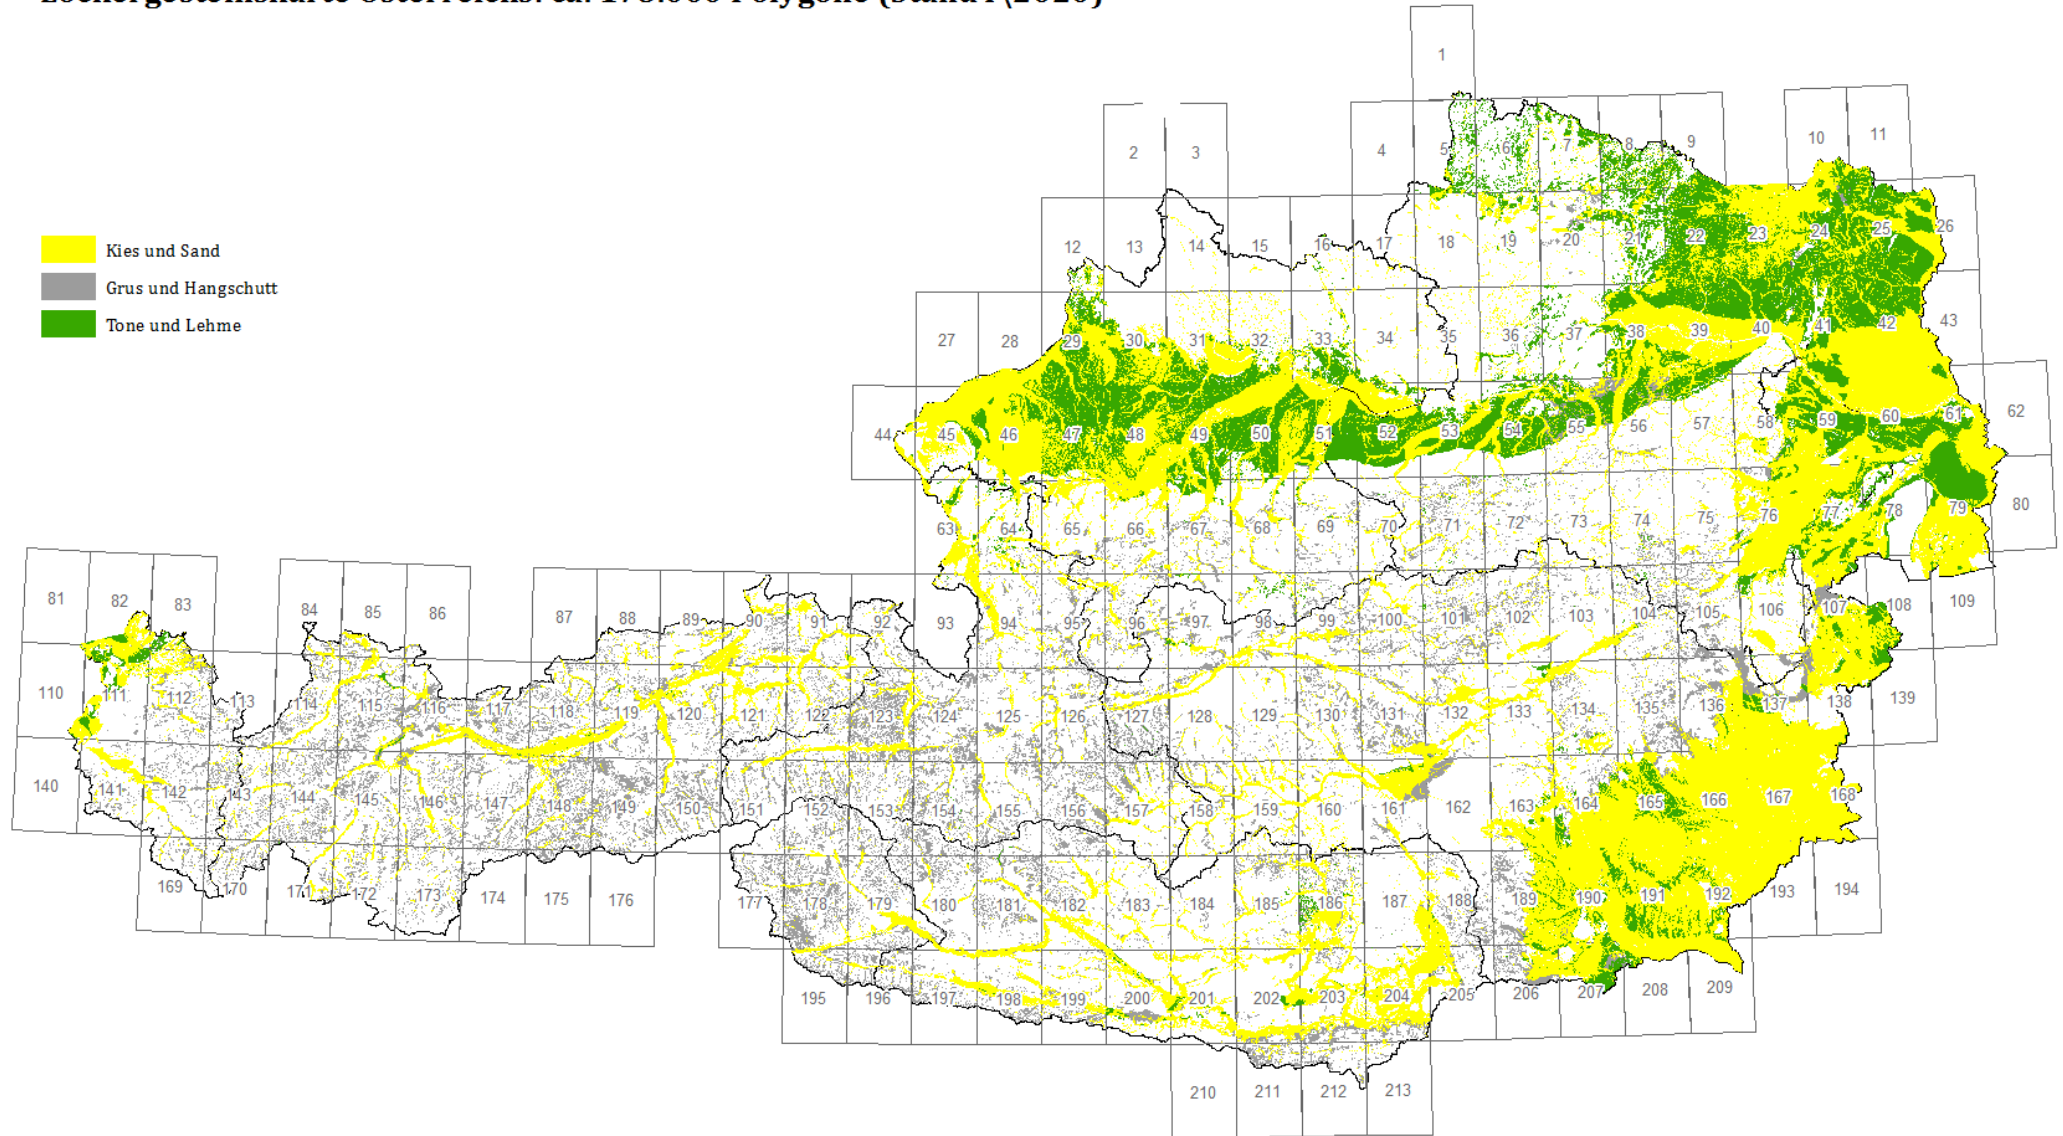 Lockergesteinskarte Österreichs: ca. 178.000 Polygone (Stand
1
2 3 4 5 6 7 8 9 10 11
12 13 14 15 16 17 18 19 20 21 22 23 24 25 26
Kies und Sand
Grus und Hangschutt
Tone und Lehme
27 28 29 30 31 32 33 34 35 36 37 38 39 40 41 42 43
44 45 46 47 48 49 50 51 52 53 54 55 56 57 58 59 60 61 62
63 64 65 66 67 68 69 70 71 72 73 74 75 76 77 78 79 80
81 82 83 84 85 86 87 88 89 90 91 92 93 94 95 96 97 98 99 100 101 102 103 104 105 106 107 108 109
110 111 112 113 114 115 116 117 118 119 120 121 122 123 124 125 126 127 128 129 130 131 132 133 134 135 136 137 138 139
140 141 142 143 144 145 146 147 148 149 150 151 152 153 154 155 156 157 158 159 160 161 162 163 164 165 166 167 168
169 170 171 172 173 174 175 176 177 178 179 180 181 182 183 184 185 186 187 188 189 190 191 192 193 194
195 196 197 198 199 200 201 202 203 204 205 206 207 208 209
210 211 212 213